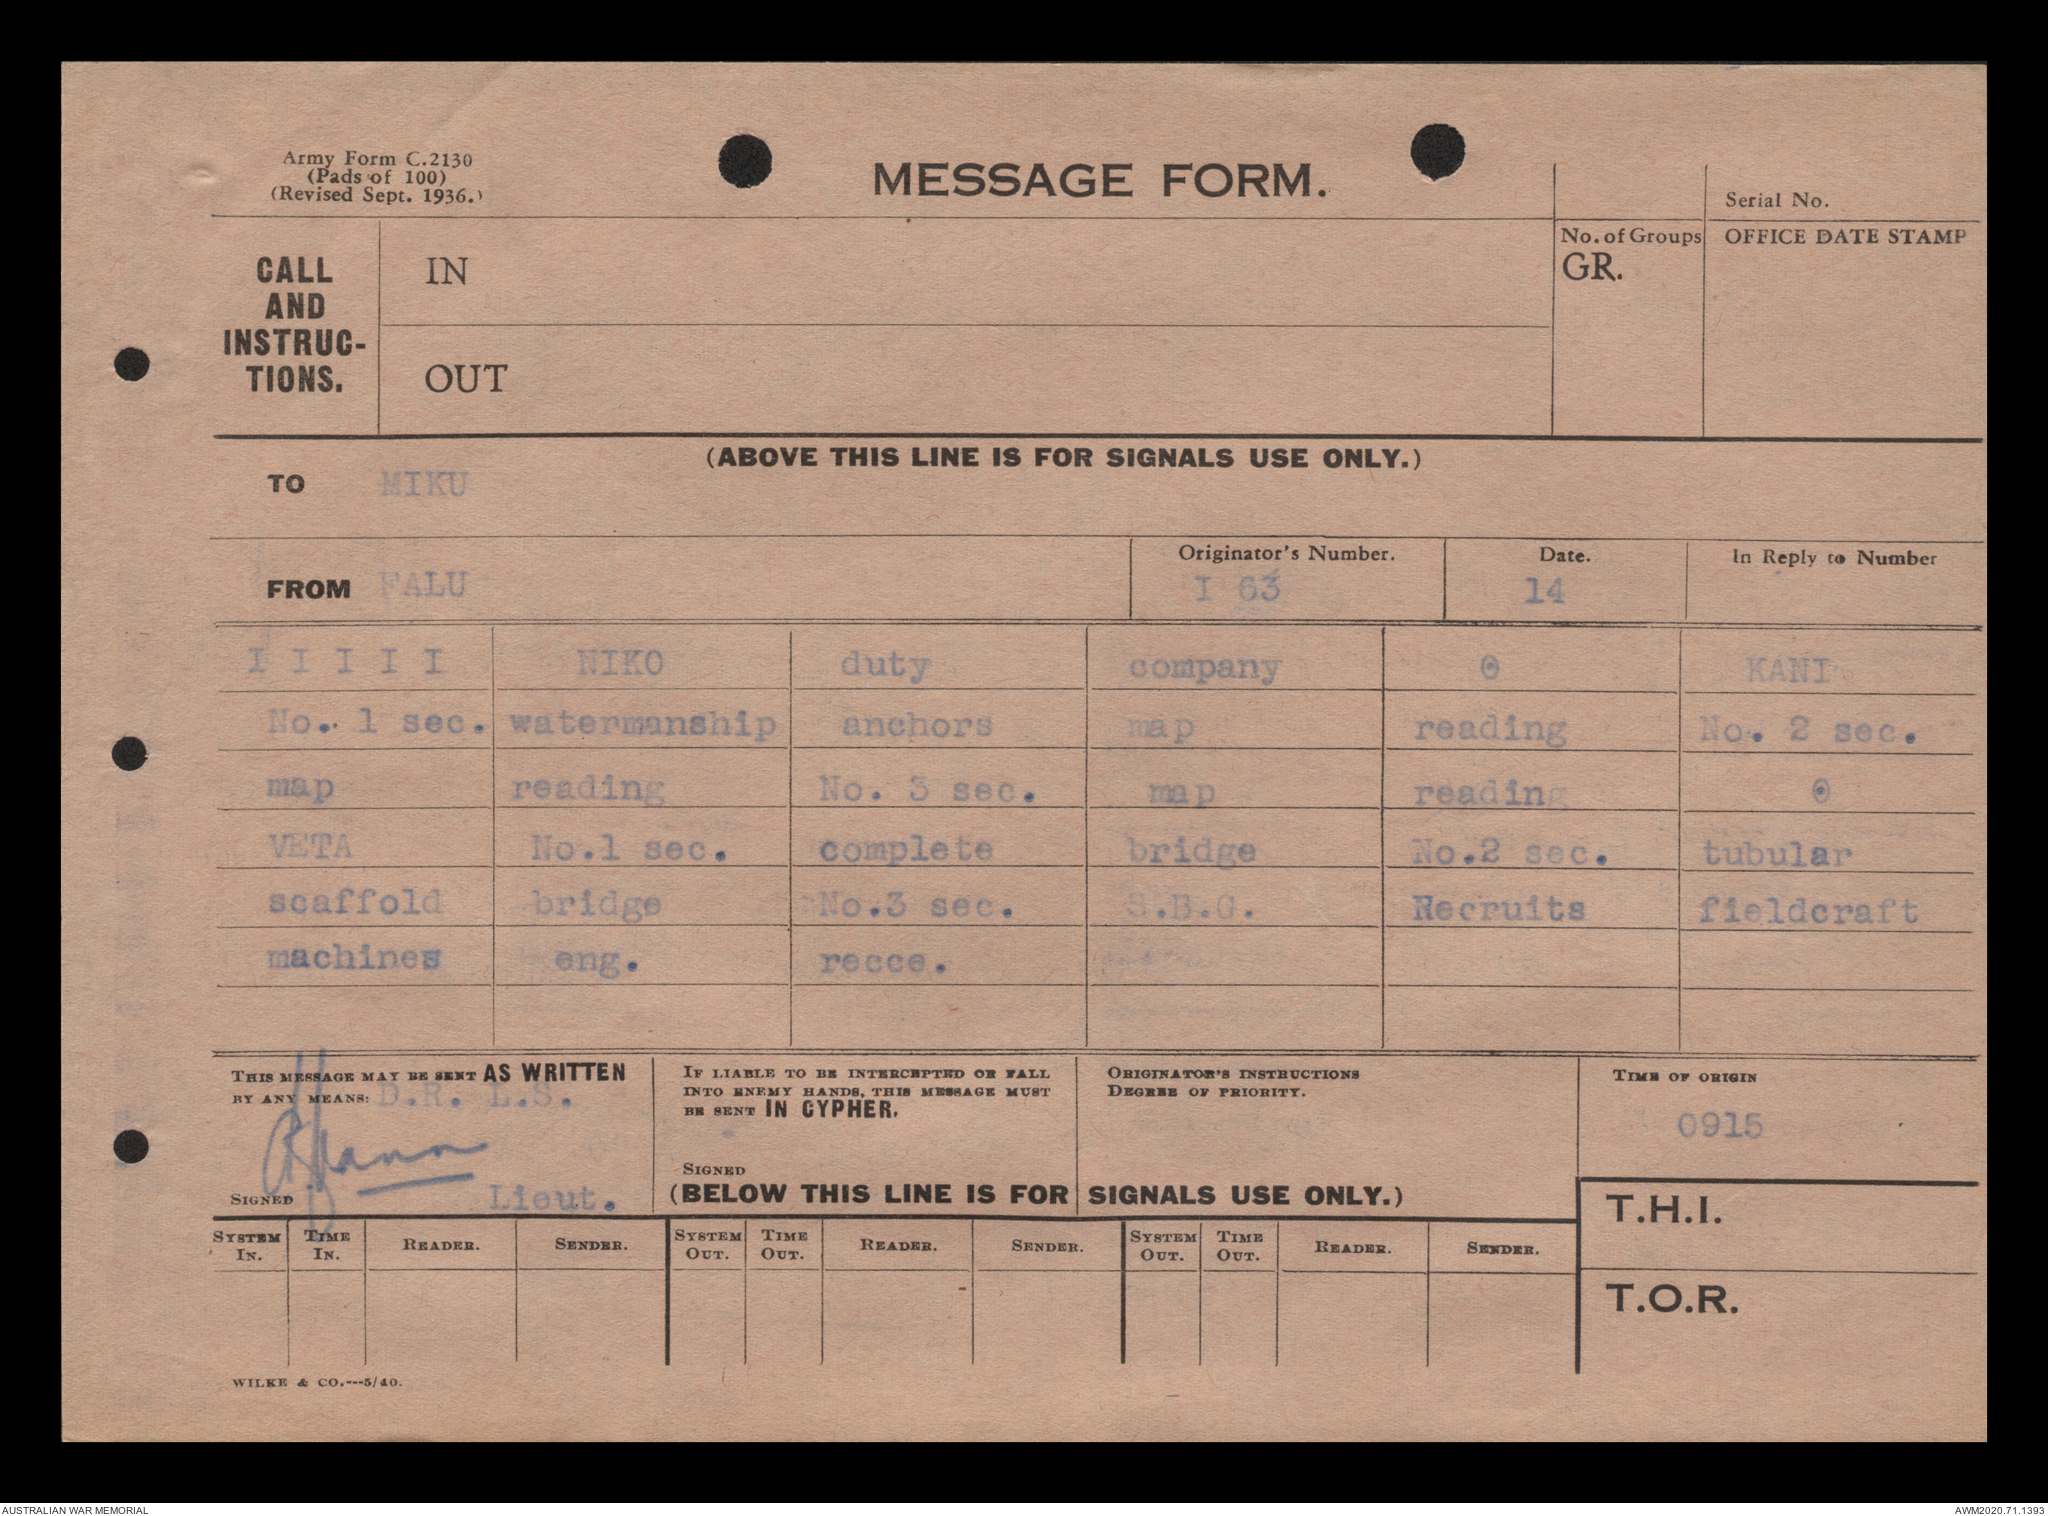 Army Form C.2130
(Pads of 100)
(Revised Sept. 1936.)
MESSAGE FORM.
Serial No.
CALL AND INSTRUC-TIONS.
IN
OUT
No. of Groups
GR.
OFFICE DATE STAMP
(ABOVE THIS LINE IS FOR SIGNALS USE ONLY.)
TO MIKU
FROM FALU
Originator's Number.
I 63
Date.
14
In Reply to Number
I I I I I NIKO duty company 0 KANI
No. 1 sec. watermanship anchors map reading No. 2 sec.
map reading No. 3 sec. map reading 0
VETA No.1 sec. complete bridge No.2 sec. tubular
scaffold bridge No.3 sec. S.B.G. Recruits fieldcraft
machines eng. recce.
THIS MESSAGE MAY BE SENT AS WRITTEN
BY ANY MEANS: D.R. L.S.
SIGNED Lieut.
IF LIABLE TO BE INTERCEPTED OR FALL
INTO ENEMY HANDS, THIS MESSAGE MUST
BE SENT IN CYPHER.
SIGNED
ORIGINATOR'S INSTRUCTIONS
DEGREE OF PRIORITY.
TIME OF ORIGIN
0915
(BELOW THIS LINE IS FOR SIGNALS USE ONLY.)
T.H.I.
SYSTEM IN. TIME IN. READER. SENDER. SYSTEM OUT. TIME OUT. READER. SENDER. SYSTEM OUT. TIME OUT. READER. SENDER.
T.O.R.
WILKE & CO.---5/40.
AUSTRALIAN WAR MEMORIAL
AWM2020.71.1393